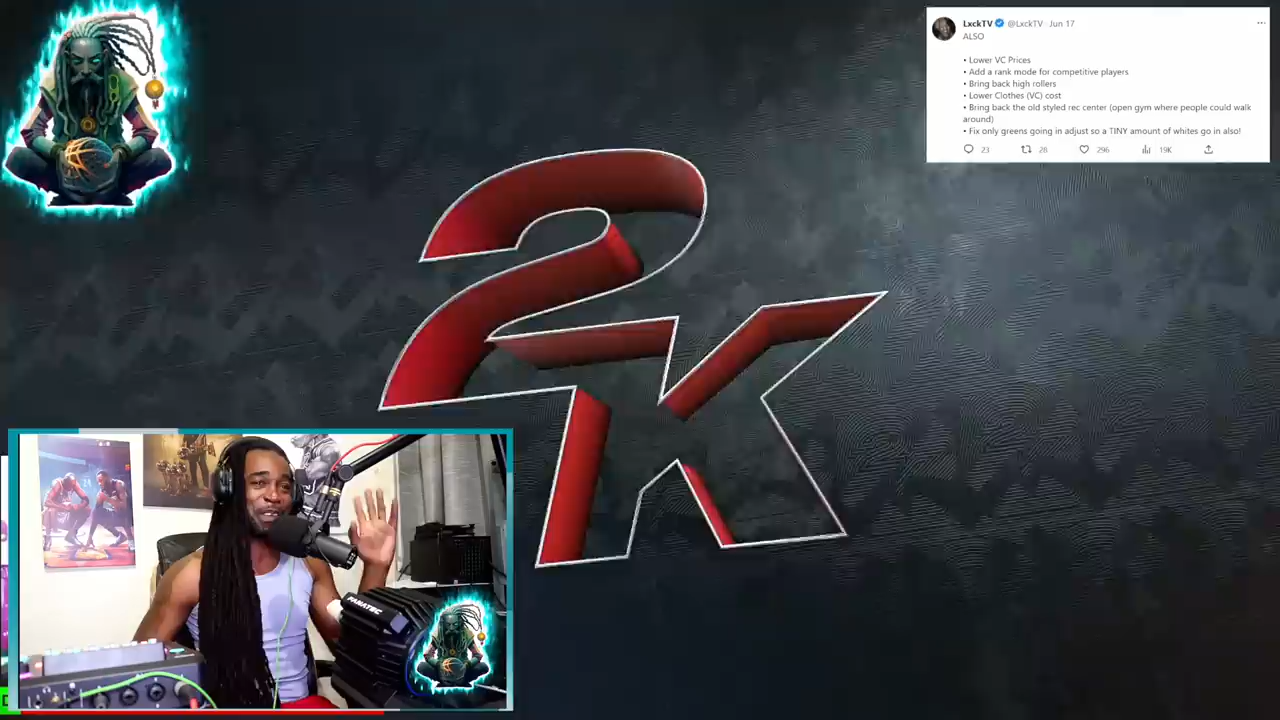 LxckTV @LxckTV · Jun 17
ALSO
• Lower VC Prices
• Add a rank mode for competitive players
• Bring back high rollers
• Lower Clothes (VC) cost
• Bring back the old styled rec center (open gym where people could walk
around)
• Fix only greens going in adjust so a TINY amount of whites go in also!
23 28 296 19K
2K
FANATEC